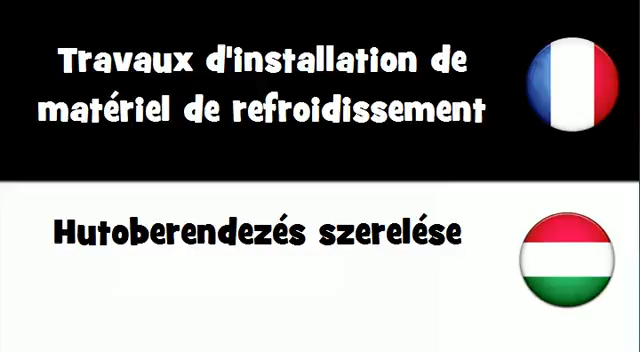 Travaux d'installation de
matériel de refroidissement
Hutoberendezés szerelése